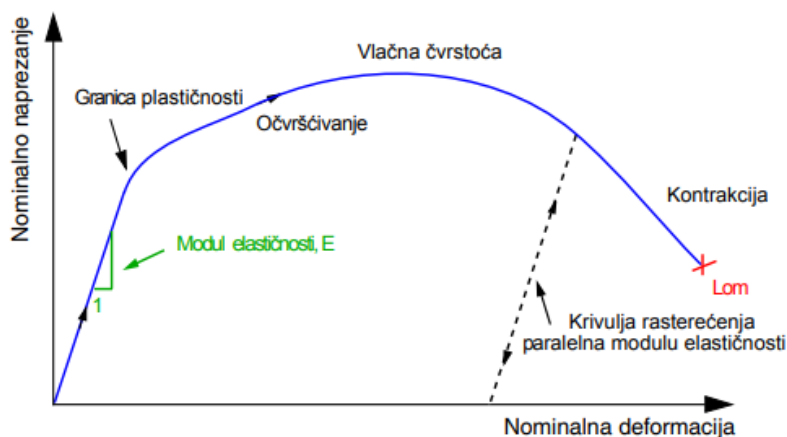 Nominalno naprezanje
Vlačna čvrstoća
Granica plastičnosti
Očvršćivanje
Kontrakcija
Modul elastičnosti, E
1
Lom
Krivulja rasterećenja
paralelna modulu elastičnosti
Nominalna deformacija